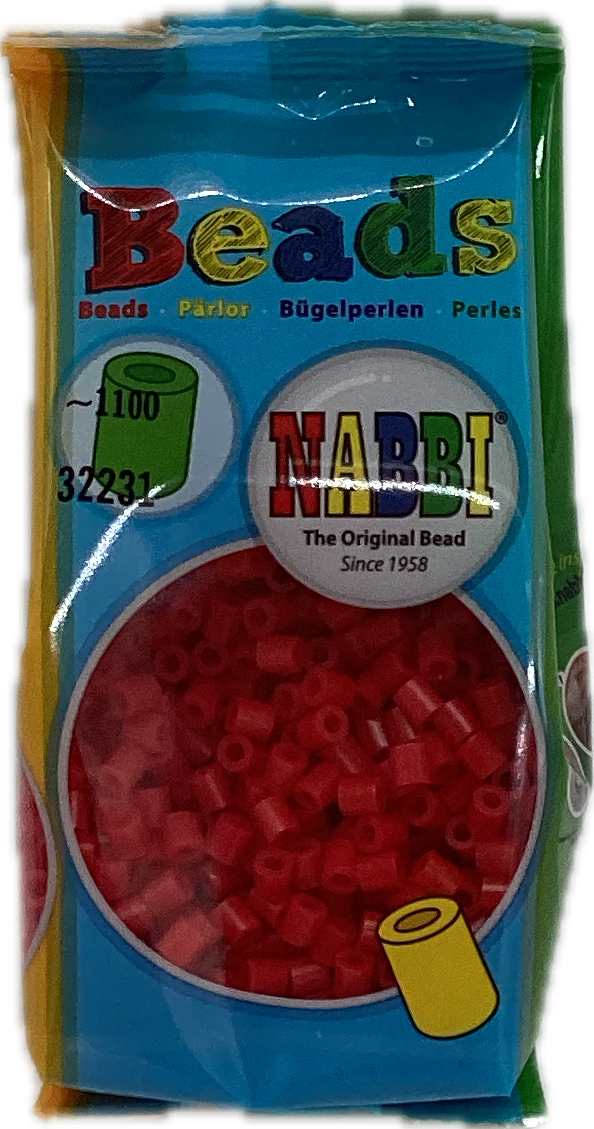 Beads
Beads · Pärlor · Bügelperlen · Perles
~1100
32231
NABBI®
The Original Bead
Since 1958